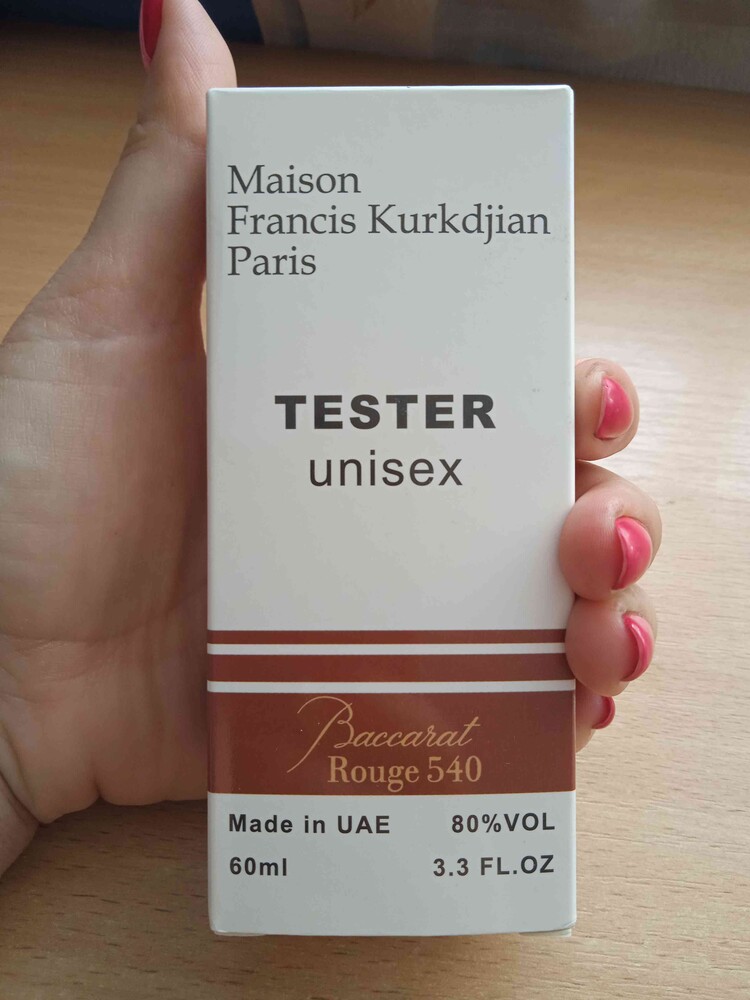 Maison
Francis Kurkdjian
Paris
TESTER
unisex
Baccarat
Rouge 540
Made in UAE 80%VOL
60ml 3.3 FL.OZ